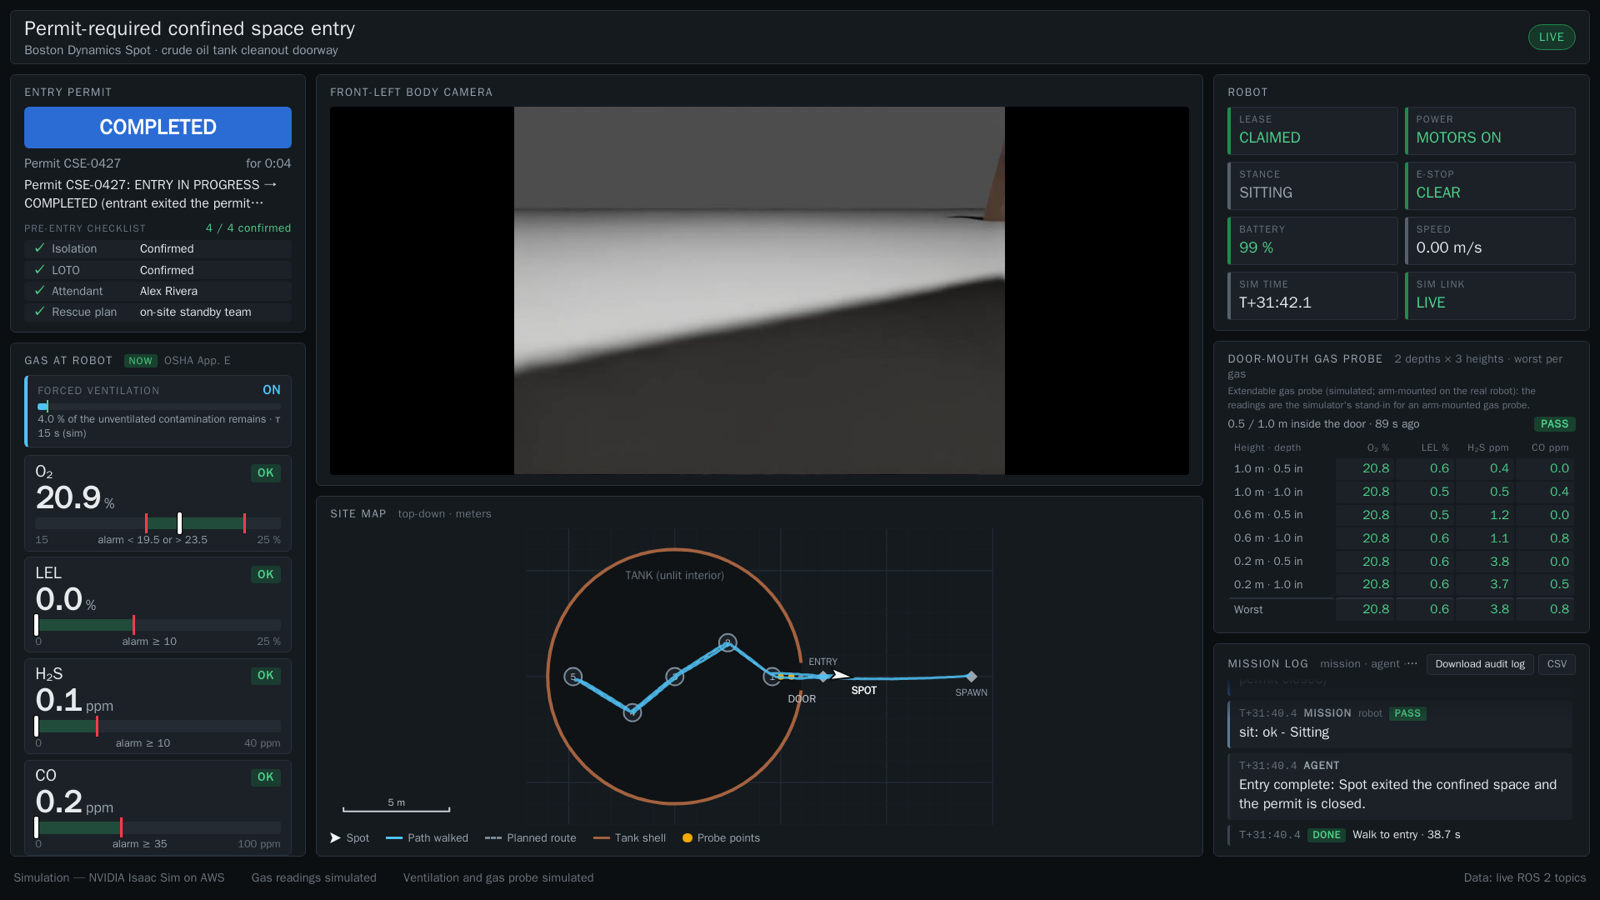 Permit-required confined space entry
Boston Dynamics Spot · crude oil tank cleanout doorway
LIVE
ENTRY PERMIT
COMPLETED
Permit CSE-0427 for 0:04
Permit CSE-0427: ENTRY IN PROGRESS →
COMPLETED (entrant exited the permit···
PRE-ENTRY CHECKLIST 4 / 4 confirmed
✓ Isolation Confirmed
✓ LOTO Confirmed
✓ Attendant Alex Rivera
✓ Rescue plan on-site standby team
GAS AT ROBOT NOW OSHA App. E
FORCED VENTILATION ON
4.0 % of the unventilated contamination remains · τ
15 s (sim)
O₂ OK
20.9 %
15 alarm < 19.5 or > 23.5 25 %
LEL OK
0.0 %
0 alarm ≥ 10 25 %
H₂S OK
0.1 ppm
0 alarm ≥ 10 40 ppm
CO OK
0.2 ppm
0 alarm ≥ 35 100 ppm
FRONT-LEFT BODY CAMERA
SITE MAP top-down · meters
TANK (unlit interior)
ENTRY
SPOT
DOOR
SPAWN
5 m
Spot Path walked Planned route Tank shell Probe points
ROBOT
LEASE
CLAIMED
POWER
MOTORS ON
STANCE
SITTING
E-STOP
CLEAR
BATTERY
99 %
SPEED
0.00 m/s
SIM TIME
T+31:42.1
SIM LINK
LIVE
DOOR-MOUTH GAS PROBE 2 depths × 3 heights · worst per
gas
Extendable gas probe (simulated; arm-mounted on the real robot): the
readings are the simulator's stand-in for an arm-mounted gas probe.
0.5 / 1.0 m inside the door · 89 s ago PASS
Height · depth O₂ % LEL % H₂S ppm CO ppm
1.0 m · 0.5 in 20.8 0.6 0.4 0.0
1.0 m · 1.0 in 20.8 0.5 0.5 0.4
0.6 m · 0.5 in 20.8 0.5 1.2 0.0
0.6 m · 1.0 in 20.8 0.6 1.1 0.8
0.2 m · 0.5 in 20.8 0.6 3.8 0.0
0.2 m · 1.0 in 20.8 0.6 3.7 0.5
Worst 20.8 0.6 3.8 0.8
MISSION LOG mission · agent ···· Download audit log CSV
permit closed)
T+31:40.4 MISSION robot PASS
sit: ok - Sitting
T+31:40.4 AGENT
Entry complete: Spot exited the confined space and
the permit is closed.
T+31:40.4 DONE Walk to entry · 38.7 s
Simulation — NVIDIA Isaac Sim on AWS Gas readings simulated Ventilation and gas probe simulated
Data: live ROS 2 topics